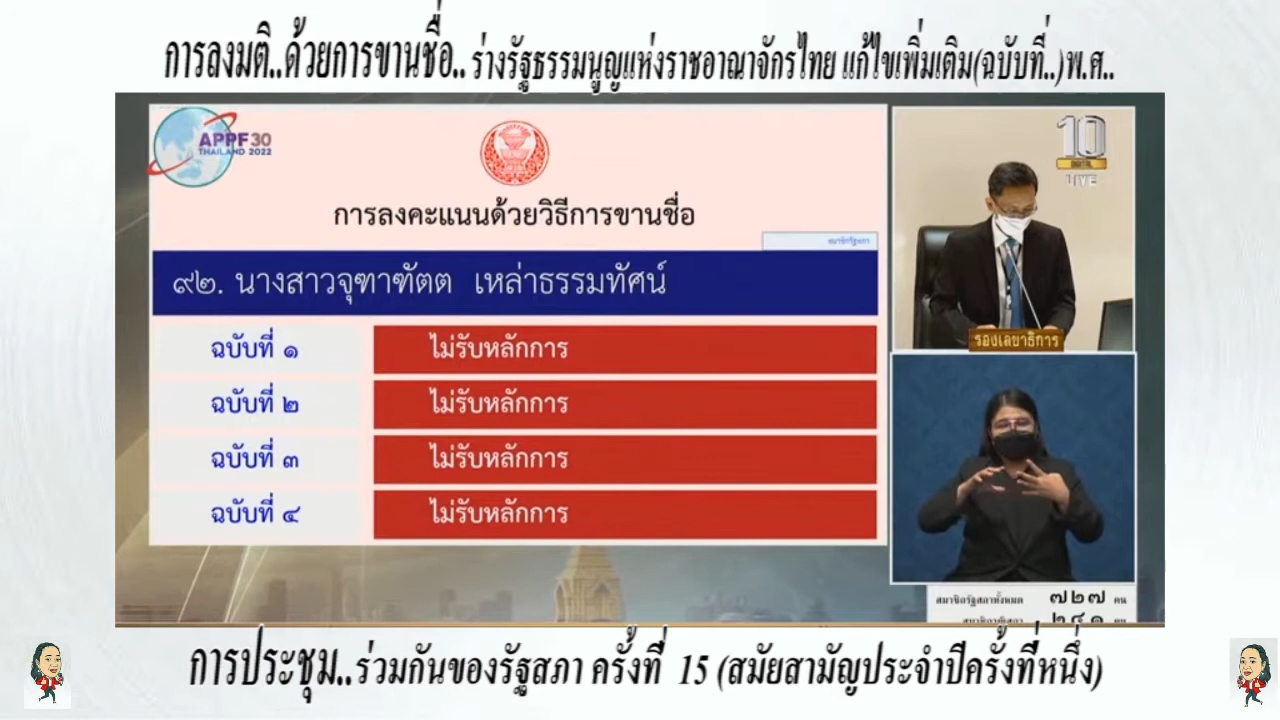 การลงมติ..ด้วยการขานชื่อ.. ร่างรัฐธรรมนูญแห่งราชอาณาจักรไทย แก้ไขเพิ่มเติม(ฉบับที่..)พ.ศ..
APPF30
THAILAND 2022
10
DIGITAL
LIVE
การลงคะแนนด้วยวิธีการขานชื่อ
สมาชิกรัฐสภา
๙๒. นางสาวจุฑาฑัตต เหล่าธรรมทัศน์
ฉบับที่ ๑ ไม่รับหลักการ
ฉบับที่ ๒ ไม่รับหลักการ
ฉบับที่ ๓ ไม่รับหลักการ
ฉบับที่ ๔ ไม่รับหลักการ
รองเลขาธิการ
สมาชิกรัฐสภาทั้งหมด ๗๒๗ คน
การประชุม..ร่วมกันของรัฐสภา ครั้งที่ 15 (สมัยสามัญประจำปีครั้งที่หนึ่ง)